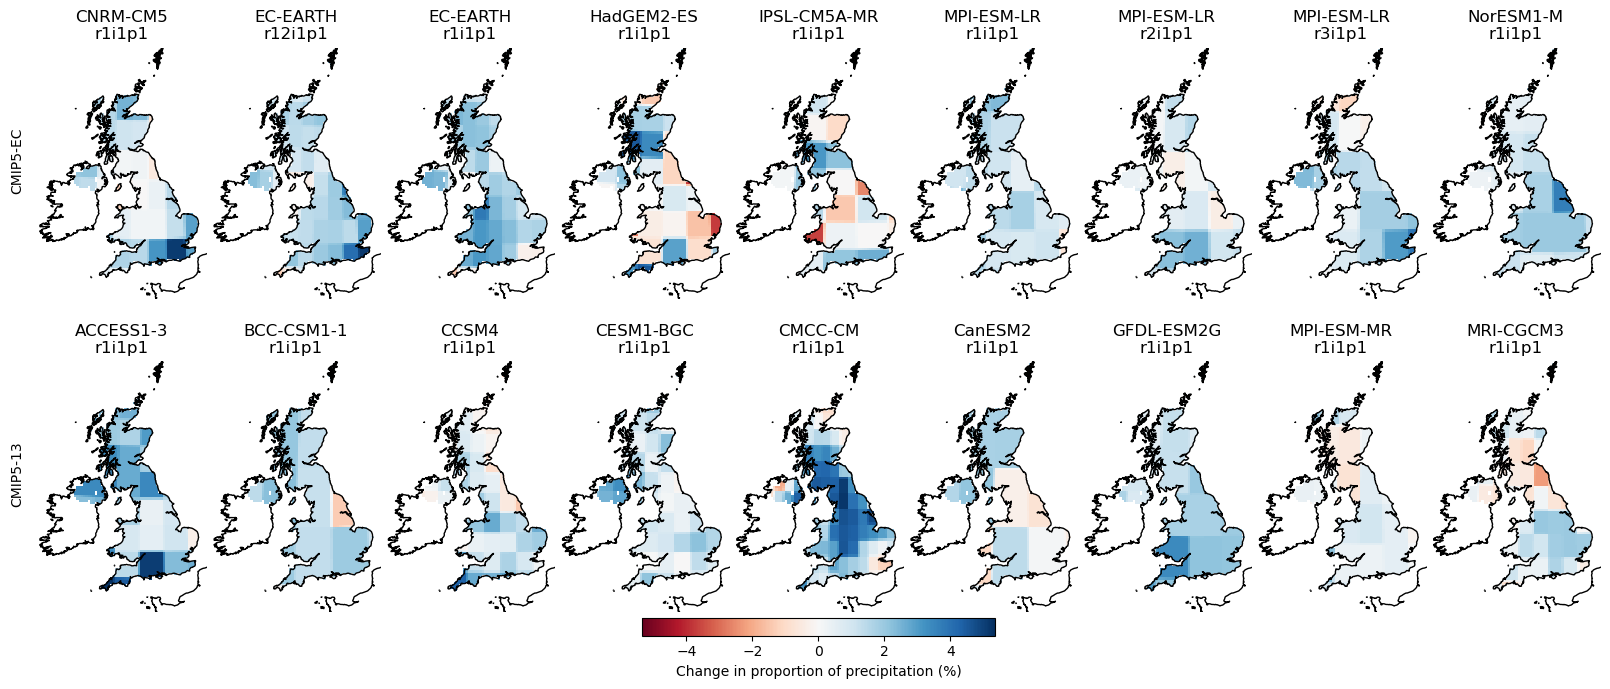 CNRM-CM5 EC-EARTH EC-EARTH HadGEM2-ES IPSL-CM5A-MR MPI-ESM-LR MPI-ESM-LR MPI-ESM-LR NorESM1-M
r1i1p1 r12i1p1 r1i1p1 r1i1p1 r1i1p1 r1i1p1 r2i1p1 r3i1p1 r1i1p1
CMIP5-EC
ACCESS1-3 BCC-CSM1-1 CCSM4 CESM1-BGC CMCC-CM CanESM2 GFDL-ESM2G MPI-ESM-MR MRI-CGCM3
r1i1p1 r1i1p1 r1i1p1 r1i1p1 r1i1p1 r1i1p1 r1i1p1 r1i1p1 r1i1p1
CMIP5-13
−4 −2 0 2 4
Change in proportion of precipitation (%)